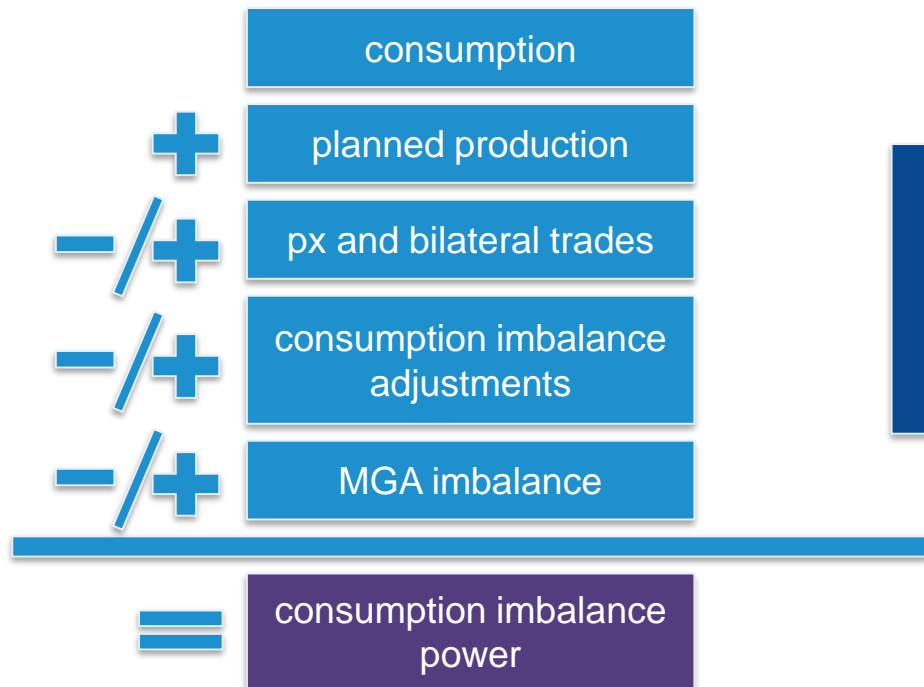 consumption
+ planned production
−/+ px and bilateral trades
−/+ consumption imbalance
adjustments
−/+ MGA imbalance
= consumption imbalance
power